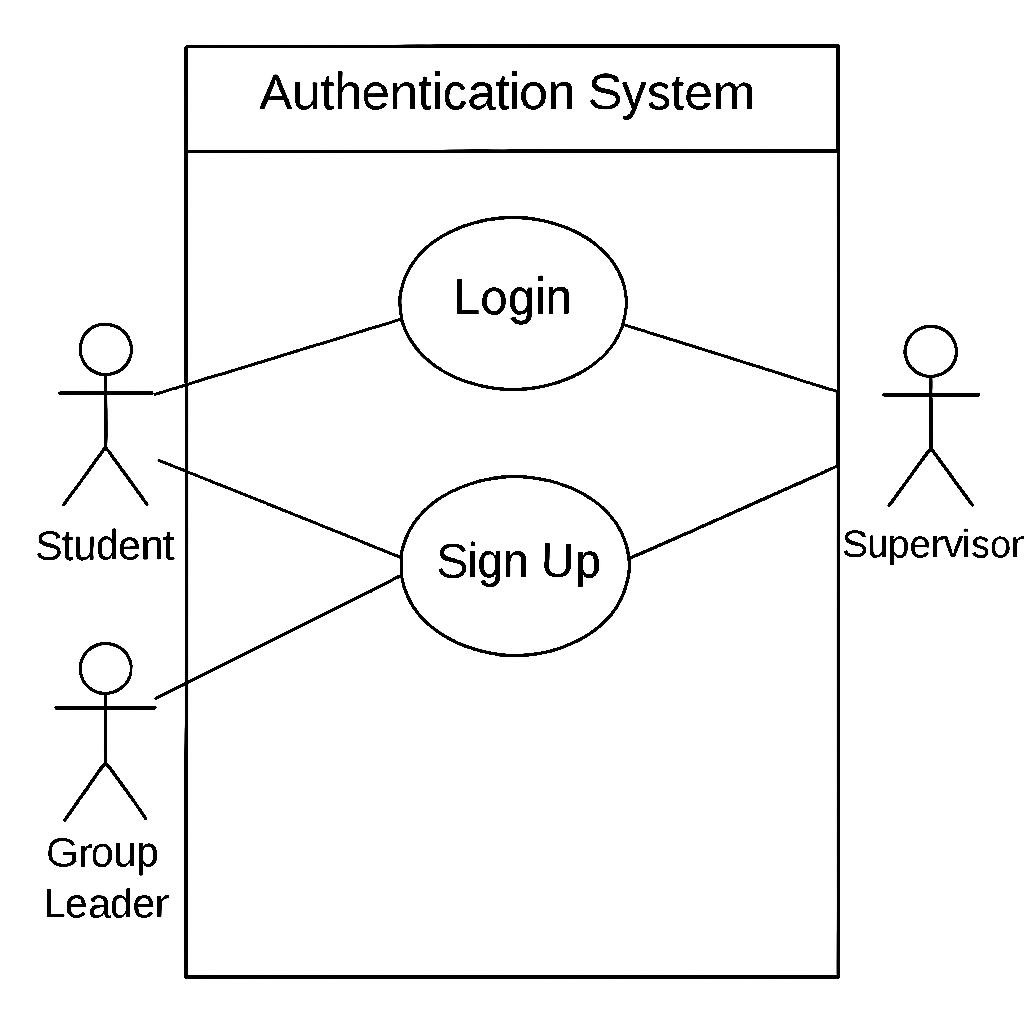 Authentication System
Login
Student
Sign Up
Supervisor
Group
Leader